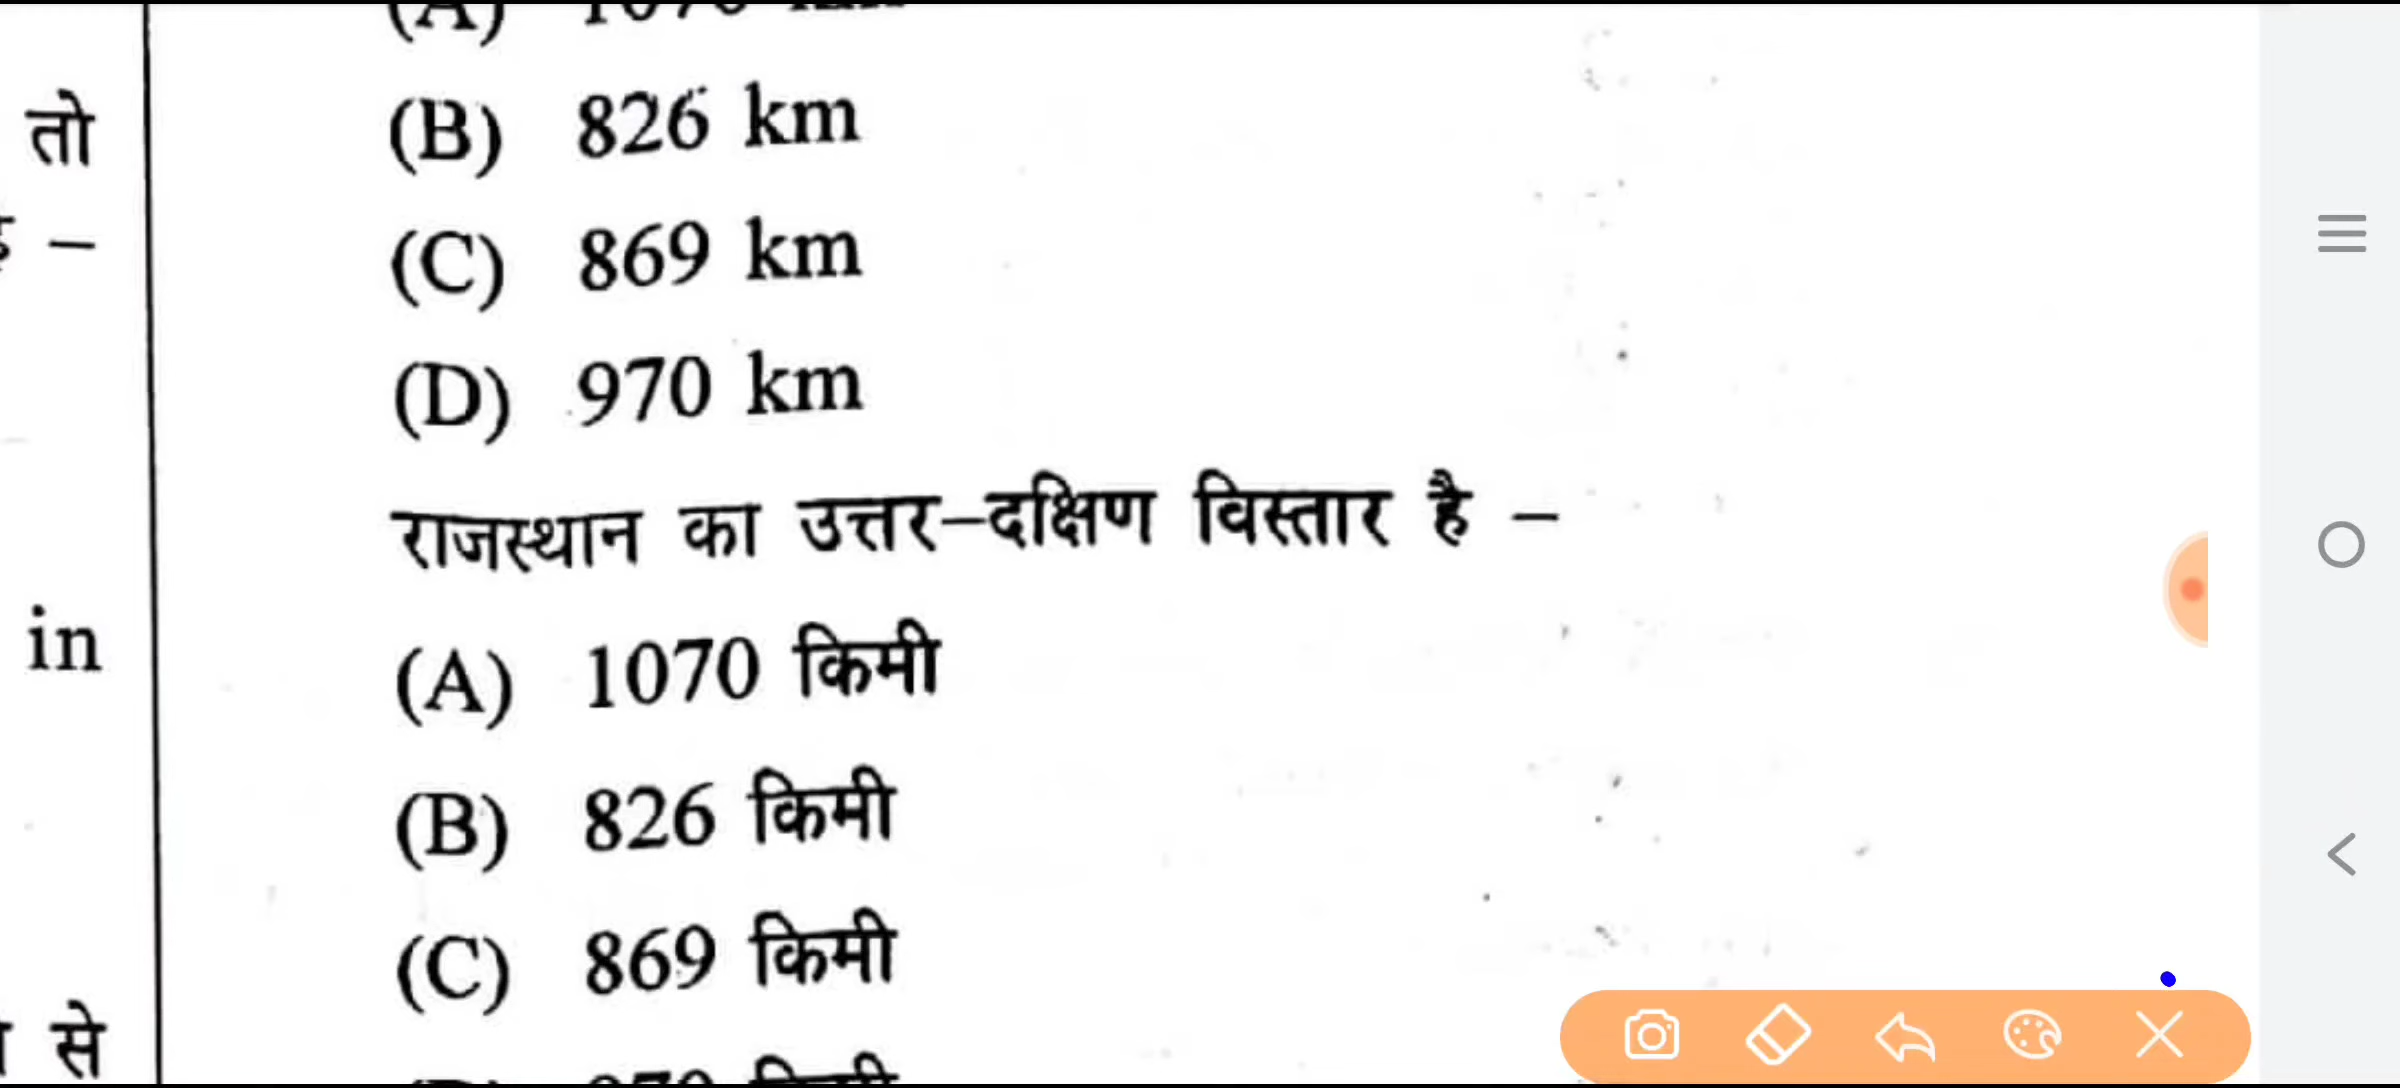 तो
(B) 826 km
(C) 869 km
–
(D) 970 km
राजस्थान का उत्तर–दक्षिण विस्तार है –
in
(A) 1070 किमी
(B) 826 किमी
(C) 869 किमी
से